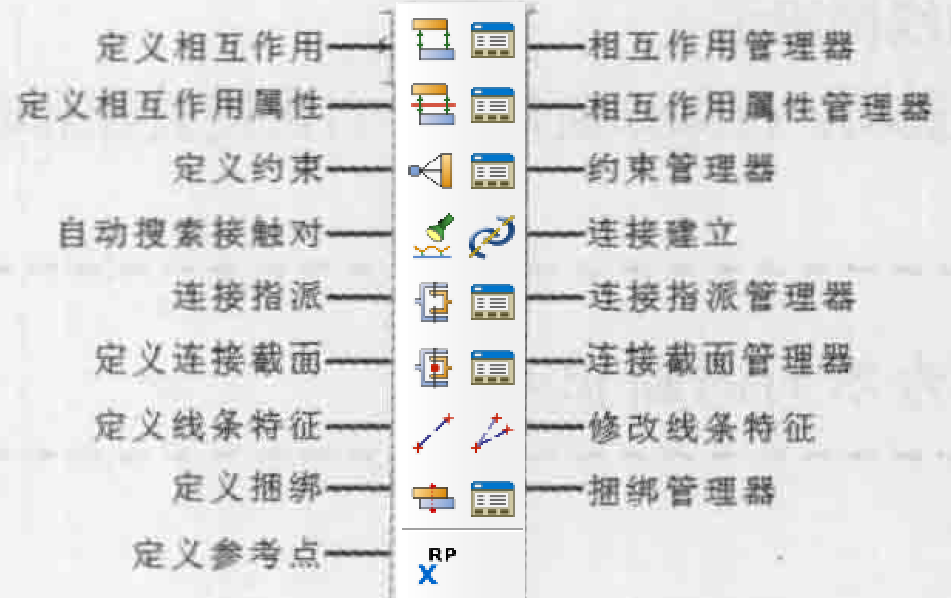 定义相互作用 相互作用管理器
定义相互作用属性 相互作用属性管理器
定义约束 约束管理器
自动搜索接触对 连接建立
连接指派 连接指派管理器
定义连接截面 连接截面管理器
定义线条特征 修改线条特征
定义捆绑 捆绑管理器
定义参考点 RP